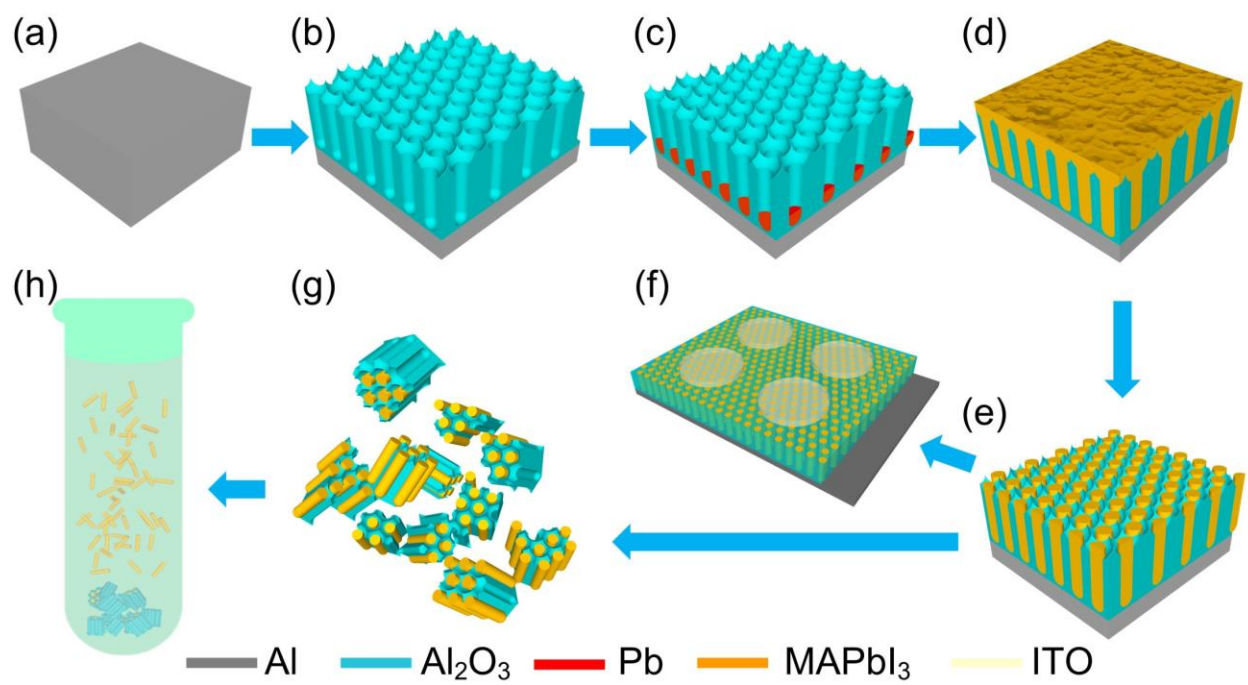 (a) (b) (c) (d)
(h) (g) (f)
(e)
Al Al₂O₃ Pb MAPbI₃ ITO